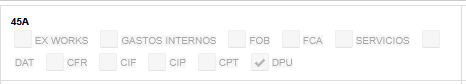 45A
EX WORKS GASTOS INTERNOS FOB FCA SERVICIOS
DAT CFR CIF CIP CPT DPU